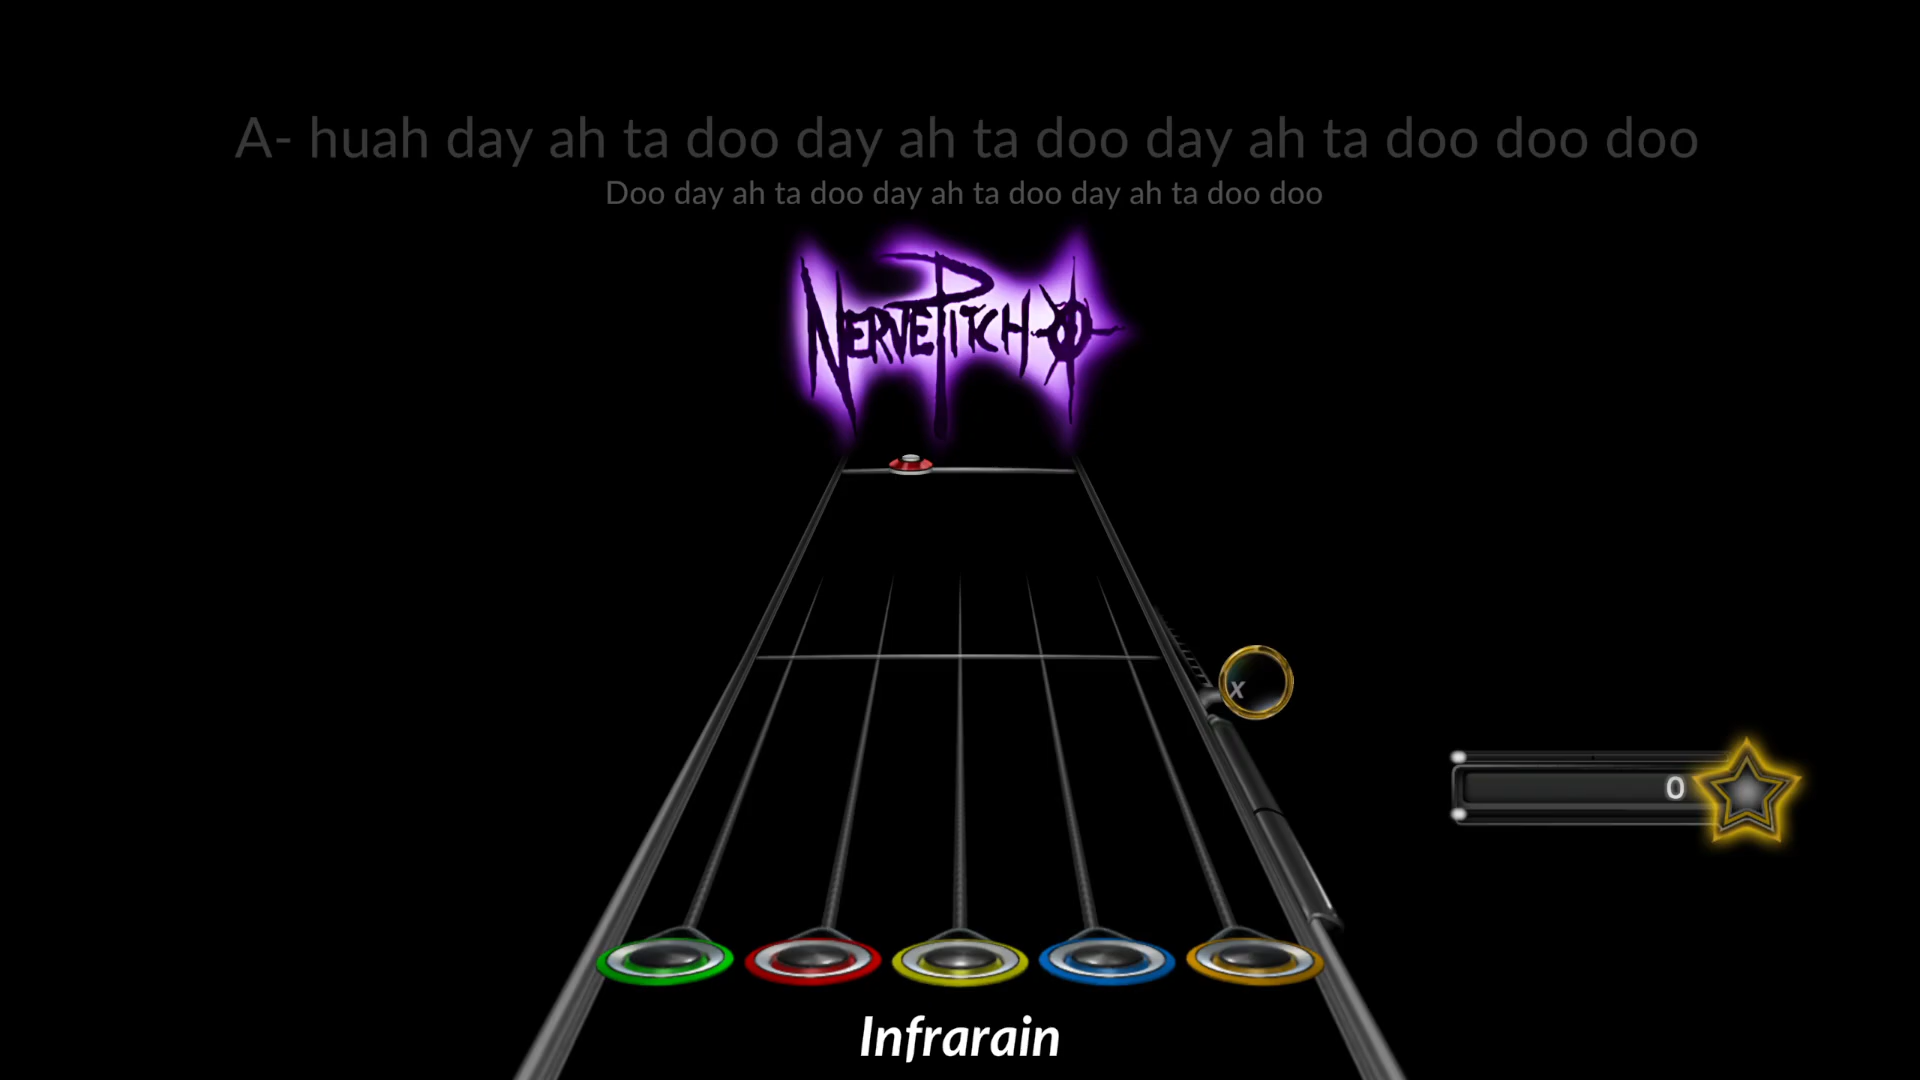 A- huah day ah ta doo day ah ta doo day ah ta doo doo doo
Doo day ah ta doo day ah ta doo day ah ta doo doo
NERVEPITCH
x
0
Infrarain